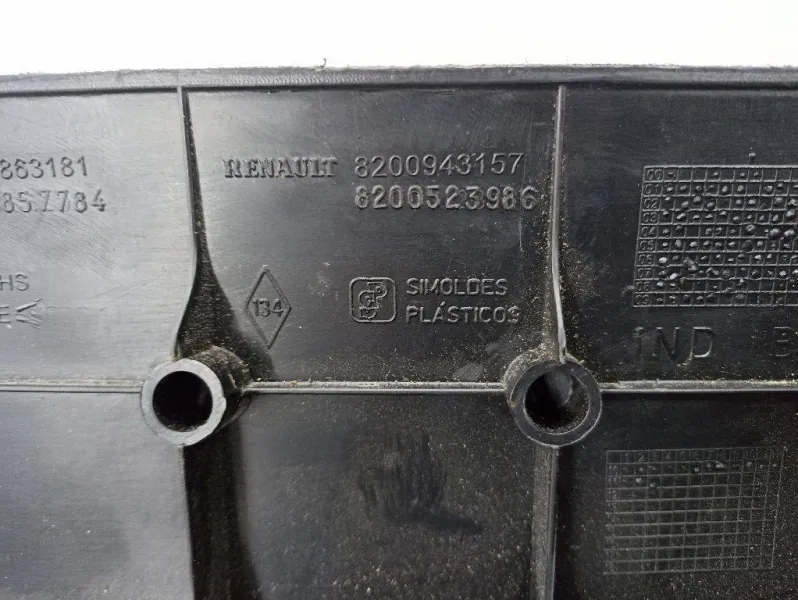 863181
857784
RENAULT 8200943157
8200523986
HS
134
SIMOLDES
PLÁSTICOS
IND B